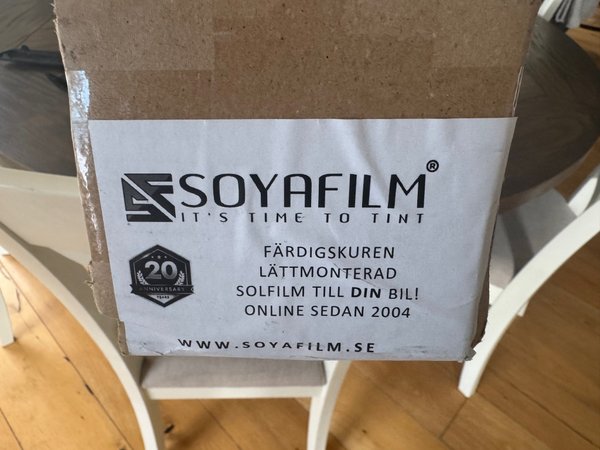 SOYAFILM®
IT'S TIME TO TINT
20
ANNIVERSARY
YEARS
FÄRDIGSKUREN
LÄTTMONTERAD
SOLFILM TILL DIN BIL!
ONLINE SEDAN 2004
WWW.SOYAFILM.SE